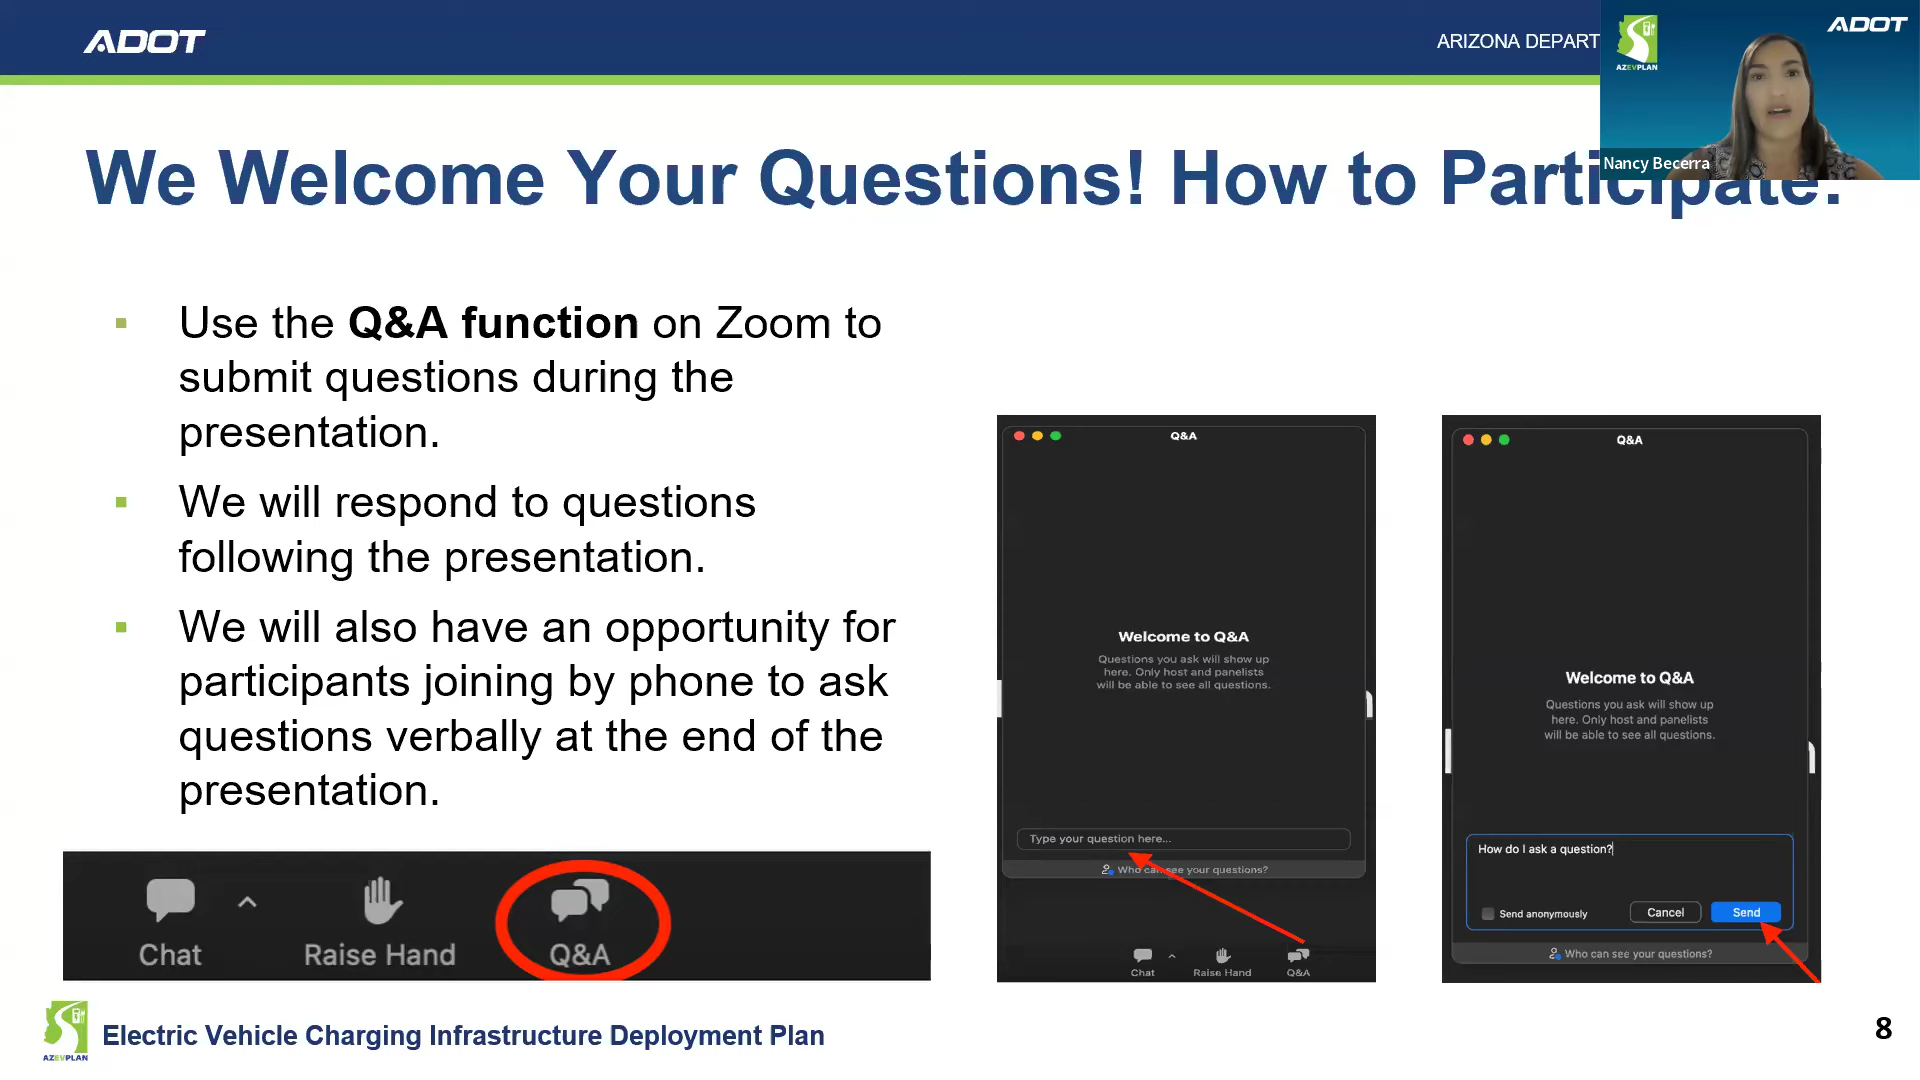 ADOT
ARIZONA DEPART
AZEVPLAN
ADOT
Nancy Becerra
We Welcome Your Questions! How to Participate:
▪ Use the Q&A function on Zoom to
submit questions during the
presentation.
▪ We will respond to questions
following the presentation.
▪ We will also have an opportunity for
participants joining by phone to ask
questions verbally at the end of the
presentation.
Chat
Raise Hand
Q&A
Q&A
Welcome to Q&A
Questions you ask will show up
here. Only host and panelists
will be able to see all questions.
Type your question here...
Who can see your questions?
Chat
Raise Hand
Q&A
Q&A
Welcome to Q&A
Questions you ask will show up
here. Only host and panelists
will be able to see all questions.
How do I ask a question?
Send anonymously
Cancel
Send
Who can see your questions?
AZEVPLAN
Electric Vehicle Charging Infrastructure Deployment Plan
8